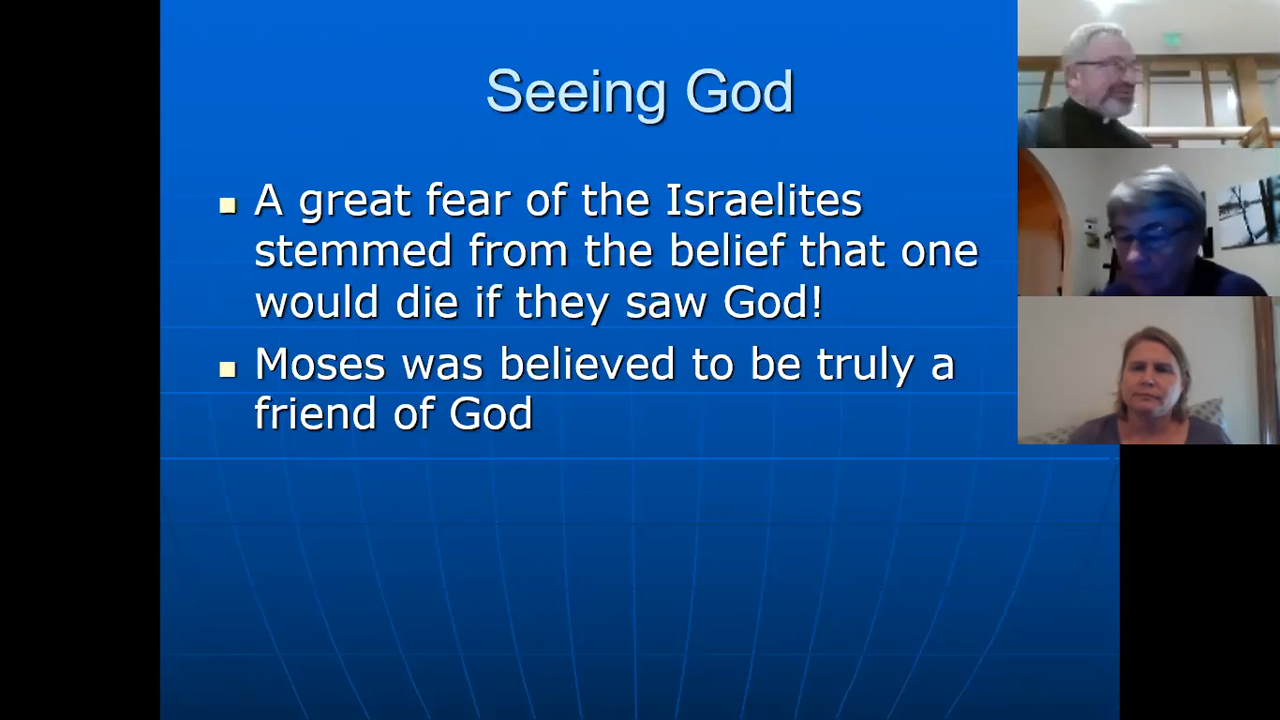 Seeing God
A great fear of the Israelites
stemmed from the belief that one
would die if they saw God!
Moses was believed to be truly a
friend of God